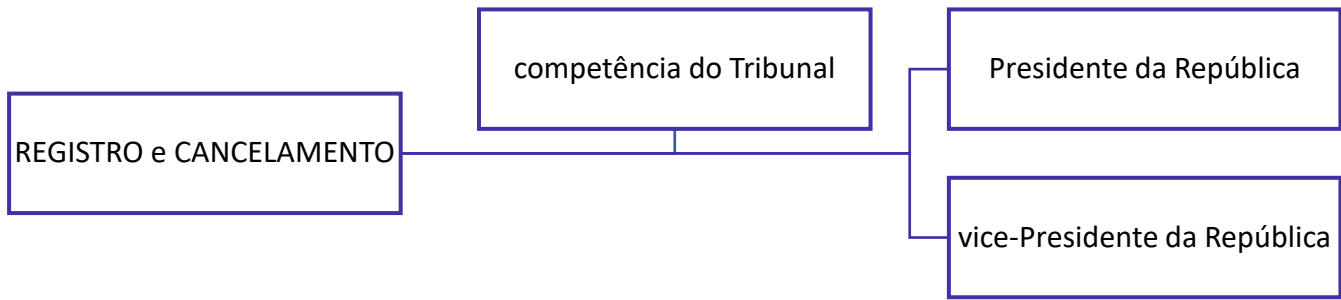 competência do Tribunal
Presidente da República
REGISTRO e CANCELAMENTO
vice-Presidente da República